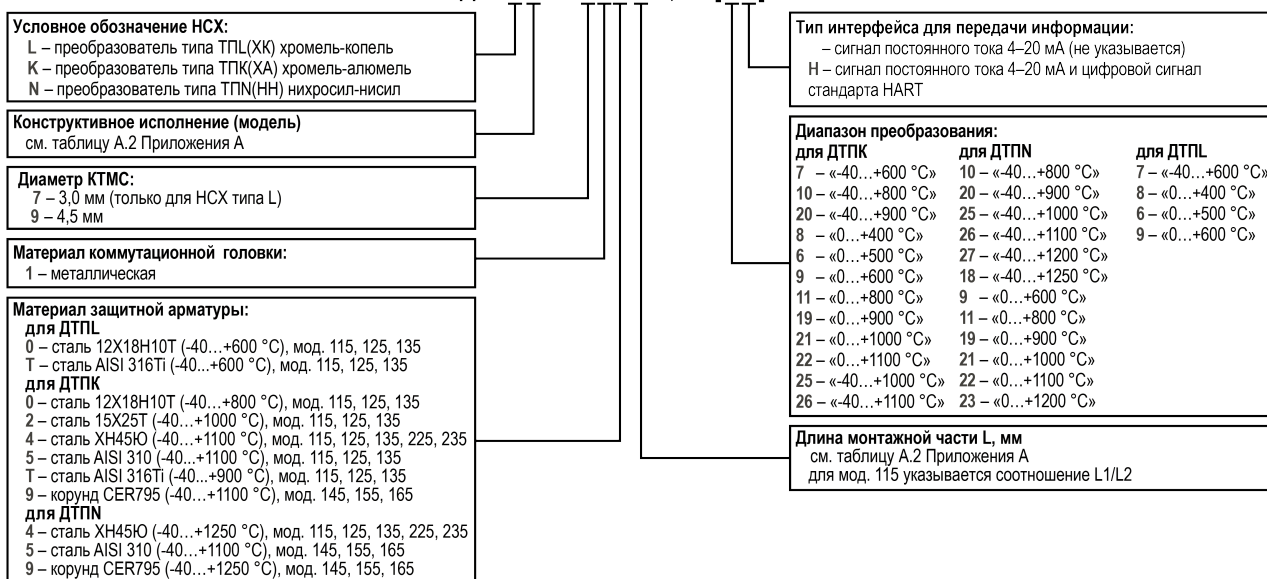 Условное обозначение НСХ:
L – преобразователь типа ТПL(ХК) хромель-копель
K – преобразователь типа ТПК(ХА) хромель-алюмель
N – преобразователь типа ТПN(НН) нихросил-нисил
Конструктивное исполнение (модель)
см. таблицу А.2 Приложения А
Диаметр КТМС:
7 – 3,0 мм (только для НСХ типа L)
9 – 4,5 мм
Материал коммутационной головки:
1 – металлическая
Материал защитной арматуры:
для ДТПL
0 – сталь 12Х18Н10Т (-40…+600 °С), мод. 115, 125, 135
Т – сталь AISI 316Ti (-40...+600 °С), мод. 115, 125, 135
для ДТПК
0 – сталь 12Х18Н10Т (-40…+800 °С), мод. 115, 125, 135
2 – сталь 15Х25Т (-40…+1000 °С), мод. 115, 125, 135
4 – сталь ХН45Ю (-40…+1100 °С), мод. 115, 125, 135, 225, 235
5 – сталь AISI 310 (-40...+1100 °С), мод. 115, 125, 135
Т – сталь AISI 316Ti (-40...+900 °С), мод. 115, 125, 135
9 – корунд CER795 (-40…+1100 °С), мод. 145, 155, 165
для ДТПN
4 – сталь ХН45Ю (-40…+1250 °С), мод. 115, 125, 135, 225, 235
5 – сталь AISI 310 (-40...+1100 °С), мод. 145, 155, 165
9 – корунд CER795 (-40…+1250 °С), мод. 145, 155, 165
Тип интерфейса для передачи информации:
– сигнал постоянного тока 4–20 мА (не указывается)
Н – сигнал постоянного тока 4–20 мА и цифровой сигнал
стандарта HART
Диапазон преобразования:
для ДТПК
7 – «-40…+600 °С»
10 – «-40…+800 °С»
20 – «-40…+900 °С»
8 – «0…+400 °С»
6 – «0…+500 °С»
9 – «0…+600 °С»
11 – «0…+800 °С»
19 – «0…+900 °С»
21 – «0…+1000 °С»
22 – «0…+1100 °С»
25 – «-40…+1000 °С»
26 – «-40…+1100 °С»
для ДТПN
10 – «-40…+800 °С»
20 – «-40…+900 °С»
25 – «-40…+1000 °С»
26 – «-40…+1100 °С»
27 – «-40…+1200 °С»
18 – «-40…+1250 °С»
9 – «0…+600 °С»
11 – «0…+800 °С»
19 – «0…+900 °С»
21 – «0…+1000 °С»
22 – «0…+1100 °С»
23 – «0…+1200 °С»
для ДТПL
7 – «-40…+600 °С»
8 – «0…+400 °С»
6 – «0…+500 °С»
9 – «0…+600 °С»
Длина монтажной части L, мм
см. таблицу А.2 Приложения А
для мод. 115 указывается соотношение L1/L2